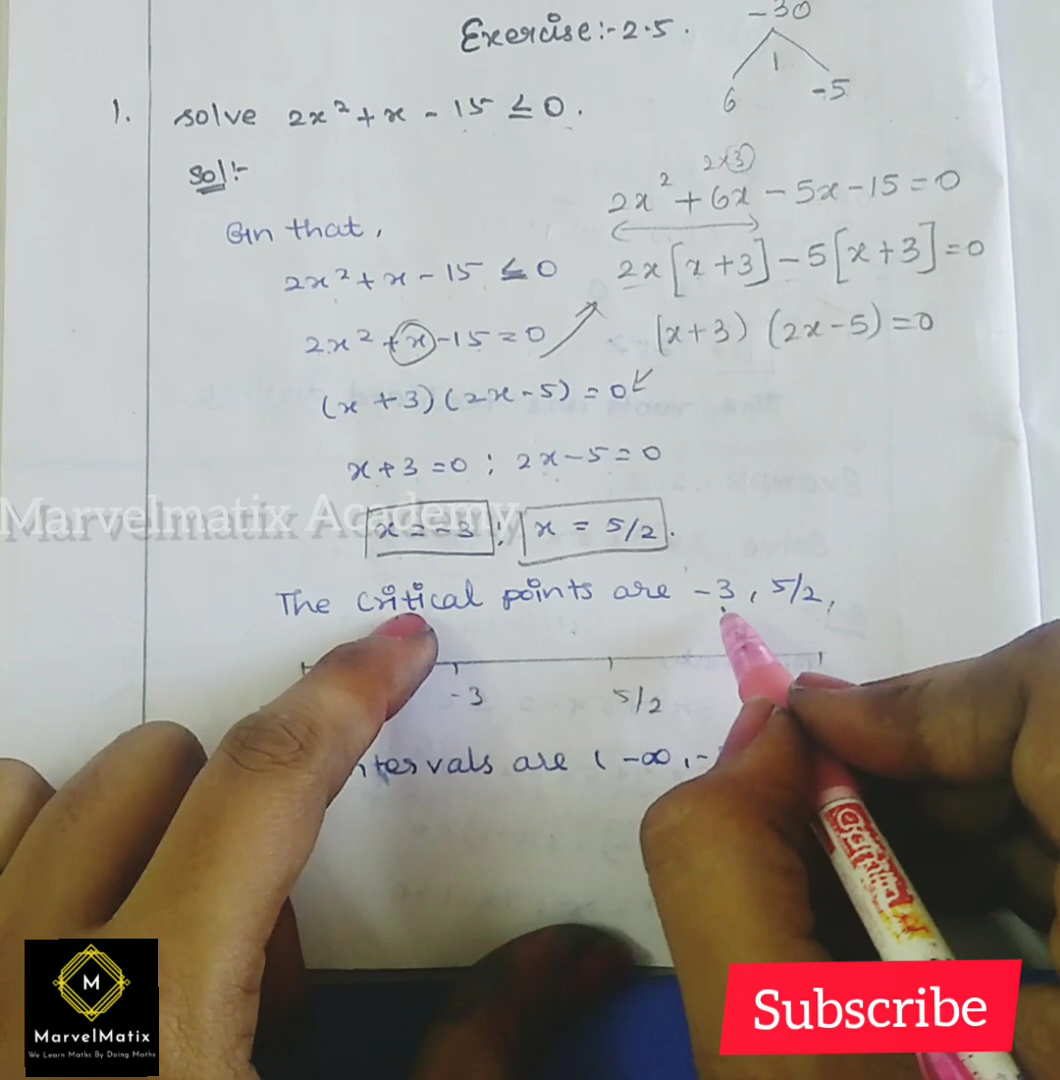 Exercise:-2.5.
-30
1
6 -5
1. solve 2x² + x - 15 ≤ 0.
Sol:-
2×3
2x² + 6x - 5x - 15 = 0
Gn that,
2x² + x - 15 ≤ 0
2x[x+3] - 5[x+3] = 0
2x² + x - 15 = 0
(x+3) (2x-5) = 0
(x + 3) (2x - 5) = 0
x + 3 = 0 ; 2x - 5 = 0
Marvelmatix Academy
x = -3 ; x = 5/2.
The critical points are -3, 5/2,
-3 5/2
ntervals are (-∞, -
M
MarvelMatix
We Learn Maths By Doing Maths
Subscribe